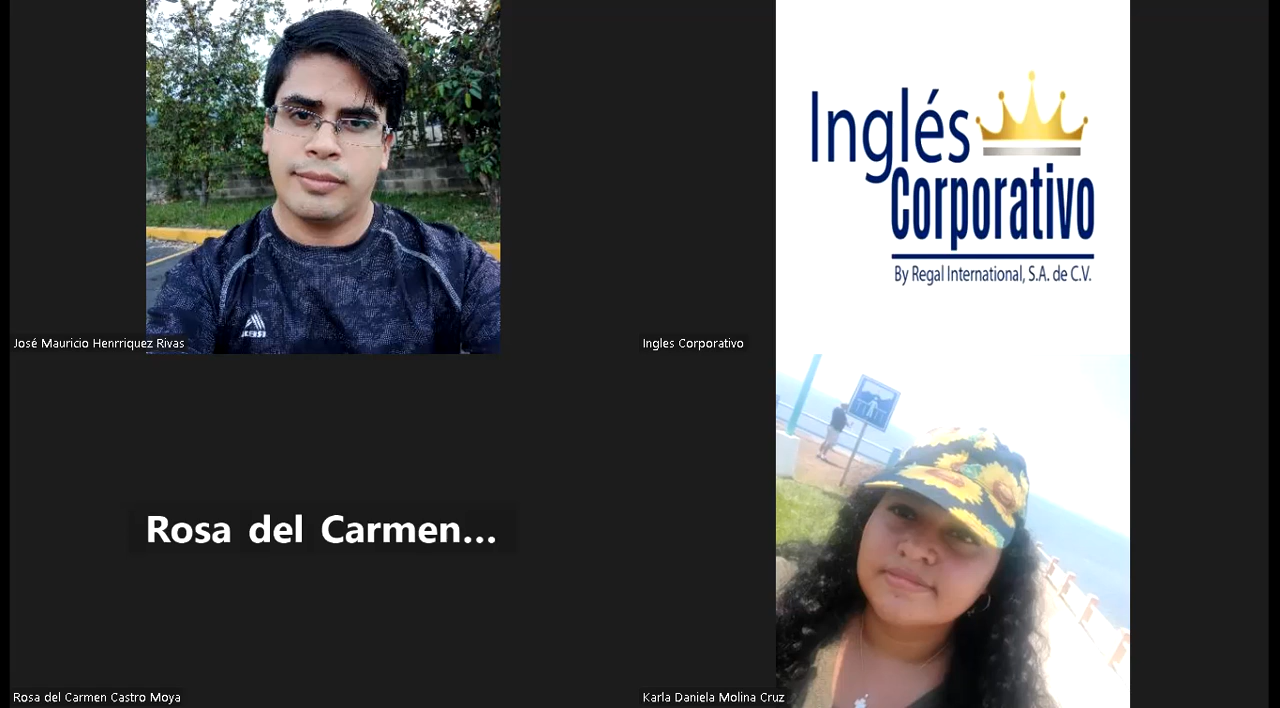 Inglés
Corporativo
By Regal International, S.A. de C.V.
José Mauricio Henrriquez Rivas
Ingles Corporativo
Rosa del Carmen...
Rosa del Carmen Castro Moya
Karla Daniela Molina Cruz